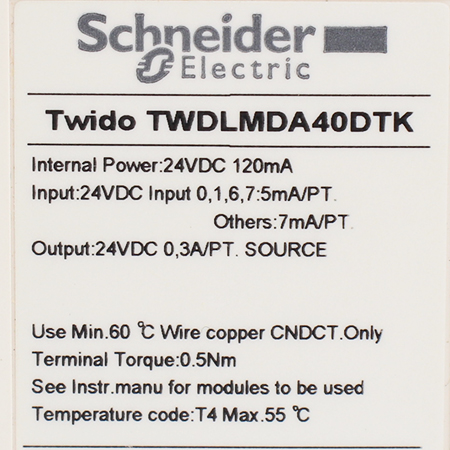 Schneider
Electric
Twido TWDLMDA40DTK
Internal Power:24VDC 120mA
Input:24VDC Input 0,1,6,7:5mA/PT.
Others:7mA/PT.
Output:24VDC 0,3A/PT. SOURCE
Use Min.60 ℃ Wire copper CNDCT.Only
Terminal Torque:0.5Nm
See Instr.manu for modules to be used
Temperature code:T4 Max.55 ℃